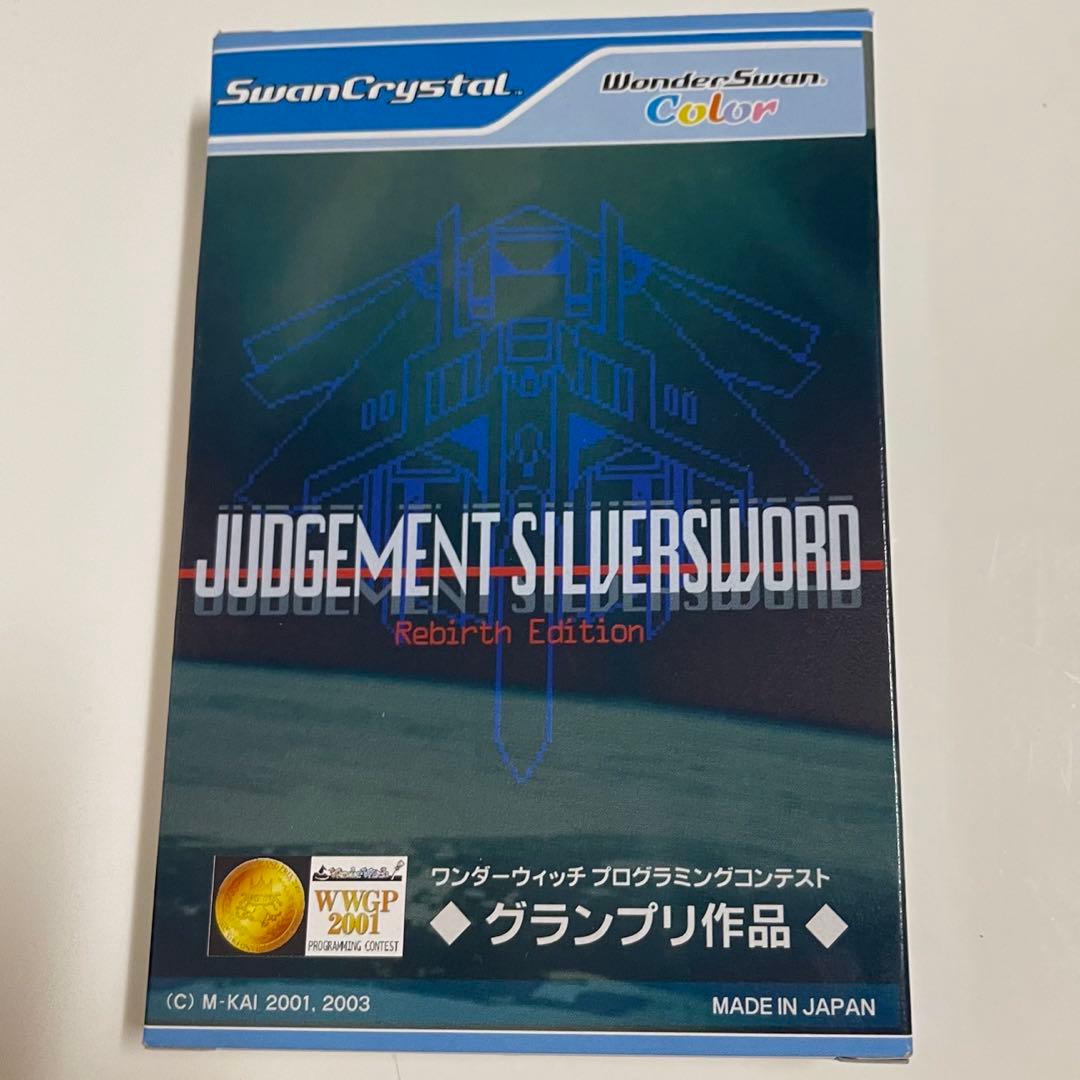 SwanCrystal™
WonderSwan®
Color
JUDGEMENT SILVERSWORD
Rebirth Edition
WWGP
2001
PROGRAMMING CONTEST
ワンダーウィッチ プログラミングコンテスト
◆ グランプリ作品 ◆
(C) M-KAI 2001, 2003
MADE IN JAPAN